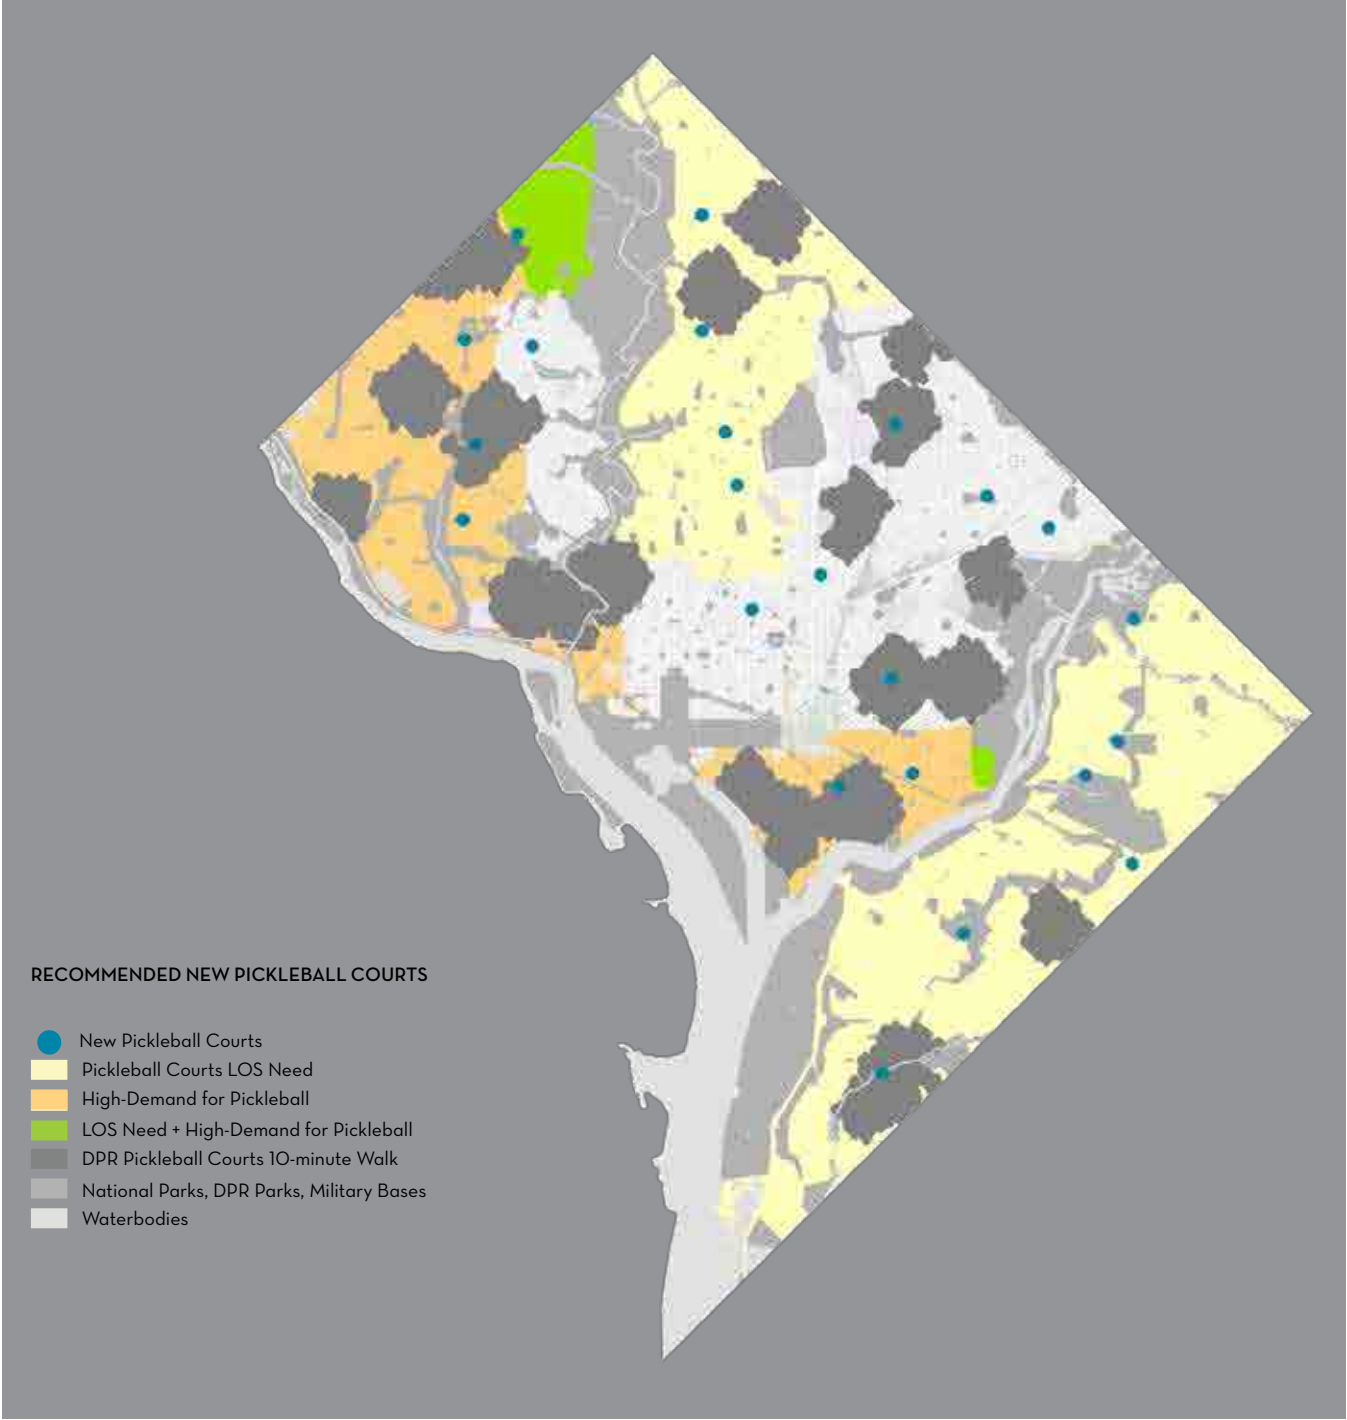 RECOMMENDED NEW PICKLEBALL COURTS
New Pickleball Courts
Pickleball Courts LOS Need
High-Demand for Pickleball
LOS Need + High-Demand for Pickleball
DPR Pickleball Courts 10-minute Walk
National Parks, DPR Parks, Military Bases
Waterbodies